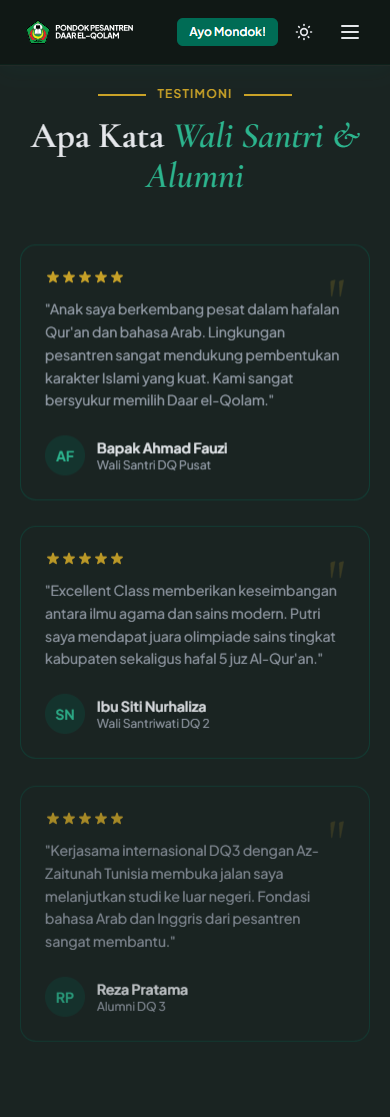 PONDOK PESANTREN
DAAR EL-QOLAM
Ayo Mondok!
TESTIMONI
Apa Kata Wali Santri &
Alumni
"
"Anak saya berkembang pesat dalam hafalan
Qur'an dan bahasa Arab. Lingkungan
pesantren sangat mendukung pembentukan
karakter Islami yang kuat. Kami sangat
bersyukur memilih Daar el-Qolam."
AF
Bapak Ahmad Fauzi
Wali Santri DQ Pusat
"
"Excellent Class memberikan keseimbangan
antara ilmu agama dan sains modern. Putri
saya mendapat juara olimpiade sains tingkat
kabupaten sekaligus hafal 5 juz Al-Qur'an."
SN
Ibu Siti Nurhaliza
Wali Santriwati DQ 2
"
"Kerjasama internasional DQ3 dengan Az-
Zaitunah Tunisia membuka jalan saya
melanjutkan studi ke luar negeri. Fondasi
bahasa Arab dan Inggris dari pesantren
sangat membantu."
RP
Reza Pratama
Alumni DQ 3